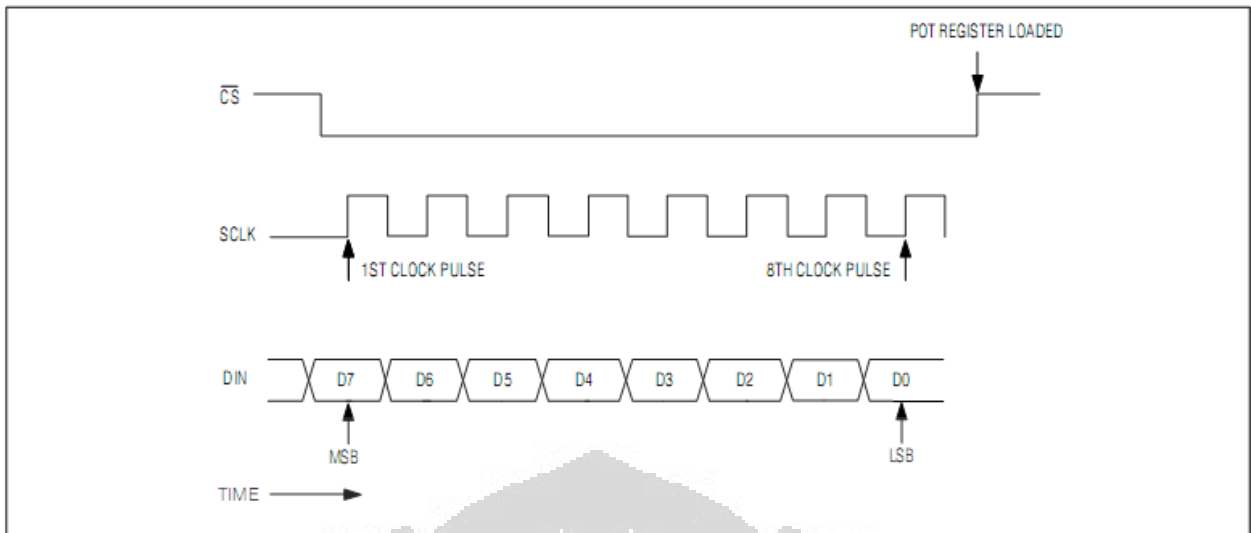 POT REGISTER LOADED
CS
SCLK
1ST CLOCK PULSE
8TH CLOCK PULSE
DIN
D7
D6
D5
D4
D3
D2
D1
D0
MSB
LSB
TIME